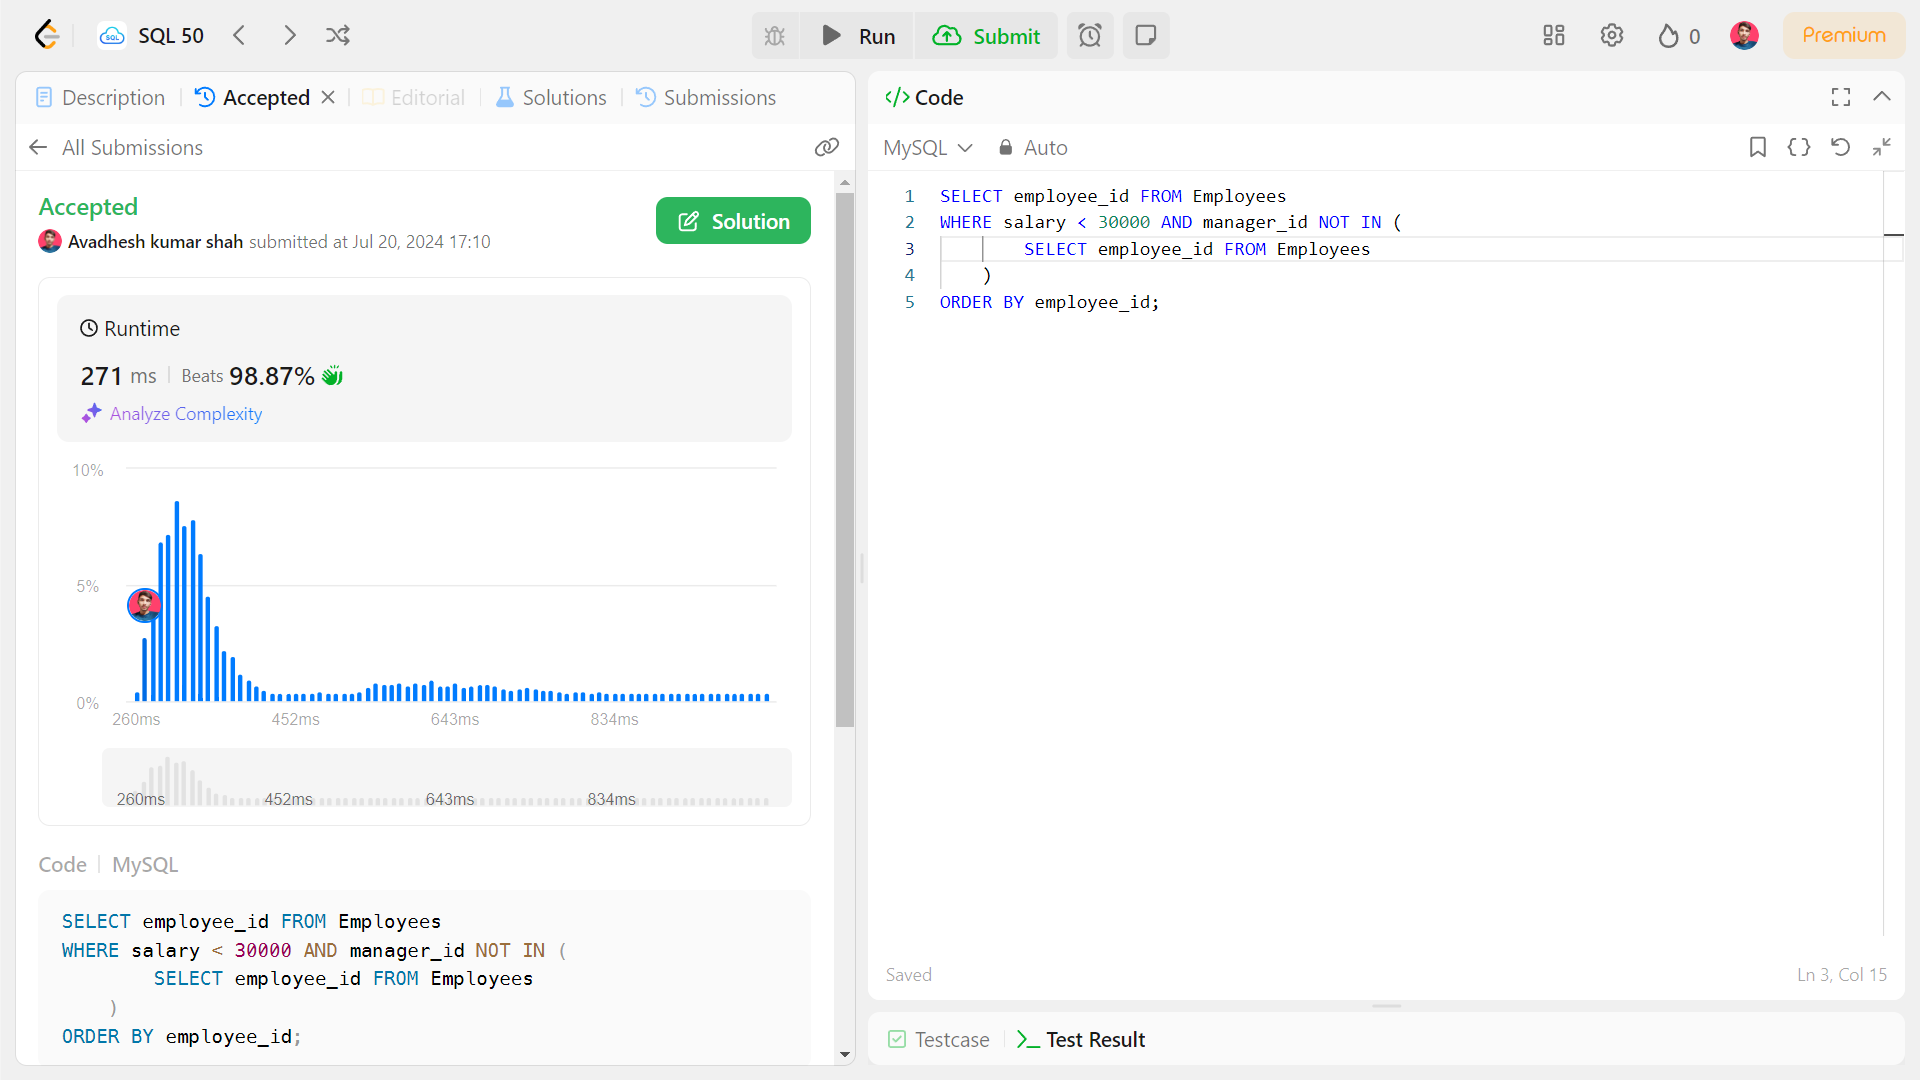 SQL 50
Run
Submit
0
Premium
Description
Accepted
Editorial
Solutions
Submissions
All Submissions
Accepted
Avadhesh kumar shah submitted at Jul 20, 2024 17:10
Solution
Runtime
271 ms
Beats 98.87%
Analyze Complexity
10%
5%
0%
260ms 452ms 643ms 834ms
260ms 452ms 643ms 834ms
Code MySQL
SELECT employee_id FROM Employees
WHERE salary < 30000 AND manager_id NOT IN (
SELECT employee_id FROM Employees
)
ORDER BY employee_id;
</> Code
MySQL
Auto
1 SELECT employee_id FROM Employees
2 WHERE salary < 30000 AND manager_id NOT IN (
3 SELECT employee_id FROM Employees
4 )
5 ORDER BY employee_id;
Saved
Ln 3, Col 15
Testcase
Test Result